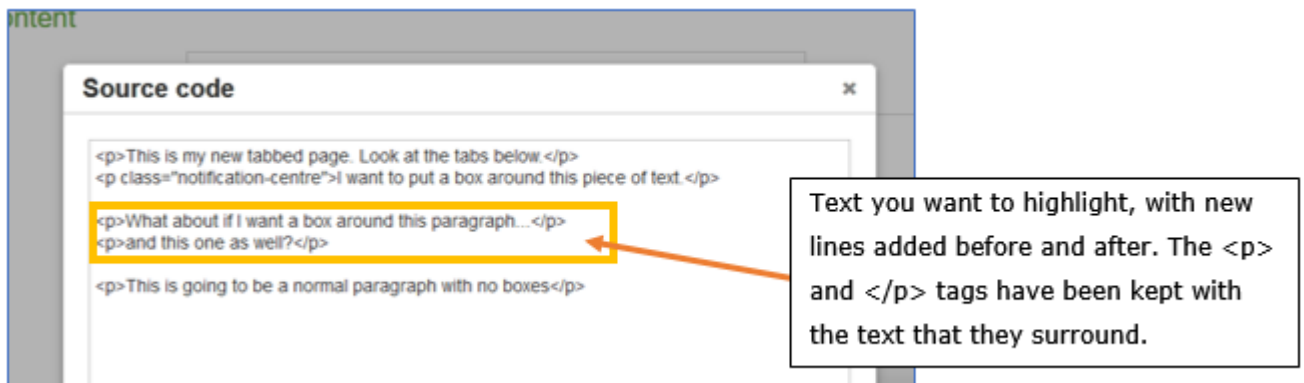 ontent
Source code
×
<p>This is my new tabbed page. Look at the tabs below.</p>
<p class="notification-centre">I want to put a box around this piece of text.</p>
<p>What about if I want a box around this paragraph...</p>
<p>and this one as well?</p>
<p>This is going to be a normal paragraph with no boxes</p>
Text you want to highlight, with new
lines added before and after. The <p>
and </p> tags have been kept with
the text that they surround.